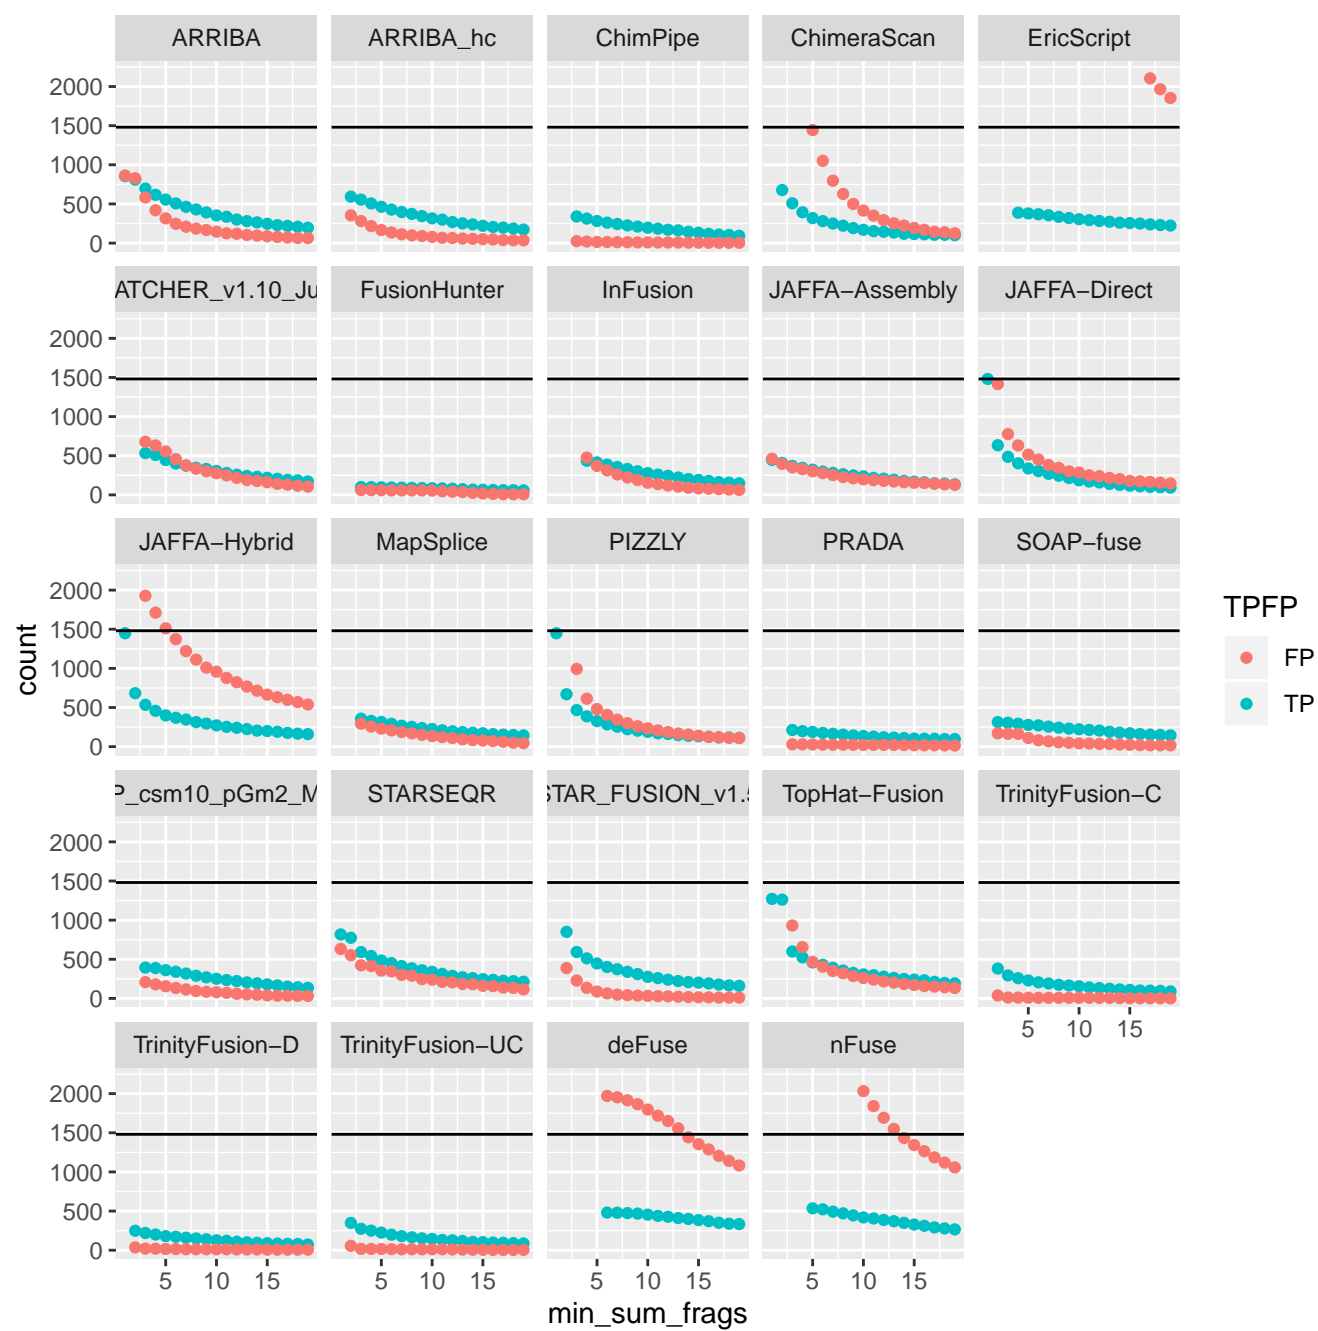 ARRIBA ARRIBA_hc ChimPipe ChimeraScan EricScript
2000
1500
1000
500
0
ATCHER_v1.10_Ju FusionHunter InFusion JAFFA−Assembly JAFFA−Direct
2000
1500
1000
500
0
JAFFA−Hybrid MapSplice PIZZLY PRADA SOAP−fuse
2000
1500
1000
500
0
count
TPFP
FP
TP
P_csm10_pGm2_M STARSEQR STAR_FUSION_v1.5 TopHat−Fusion TrinityFusion−C
2000
1500
1000
500
0
5 10 15
TrinityFusion−D TrinityFusion−UC deFuse nFuse
2000
1500
1000
500
0
5 10 15 5 10 15 5 10 15 5 10 15
min_sum_frags